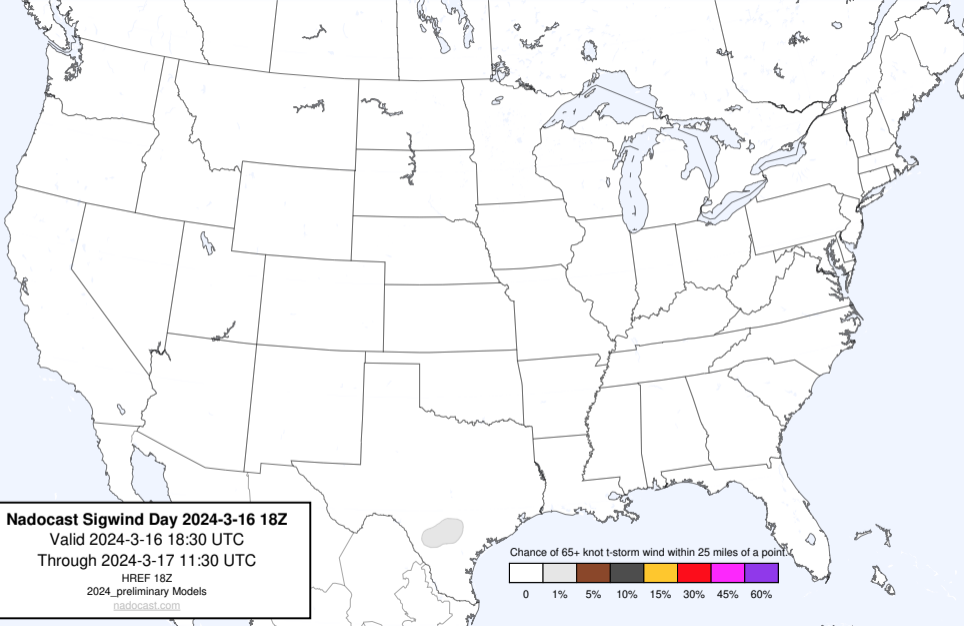 Nadocast Sigwind Day 2024-3-16 18Z
Valid 2024-3-16 18:30 UTC
Through 2024-3-17 11:30 UTC
HREF 18Z
2024_preliminary Models
nadocast.com
Chance of 65+ knot t-storm wind within 25 miles of a point.
0 1% 5% 10% 15% 30% 45% 60%